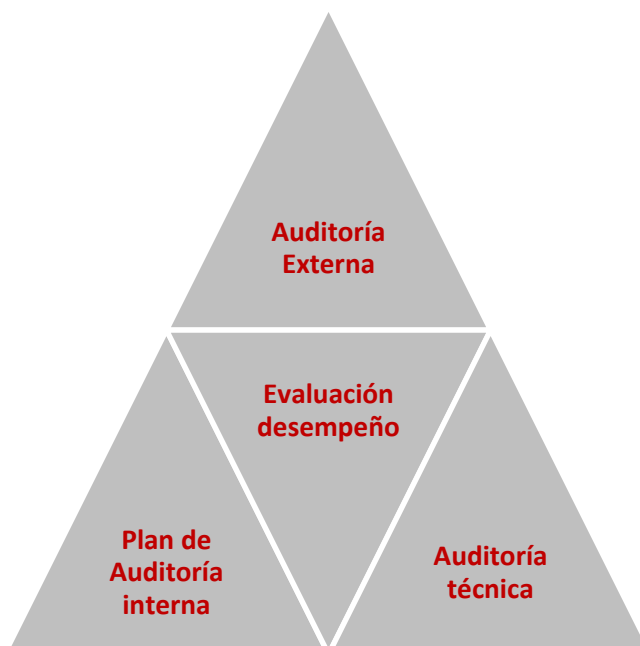 Auditoría
Externa
Evaluación
desempeño
Plan de
Auditoría
interna
Auditoría
técnica